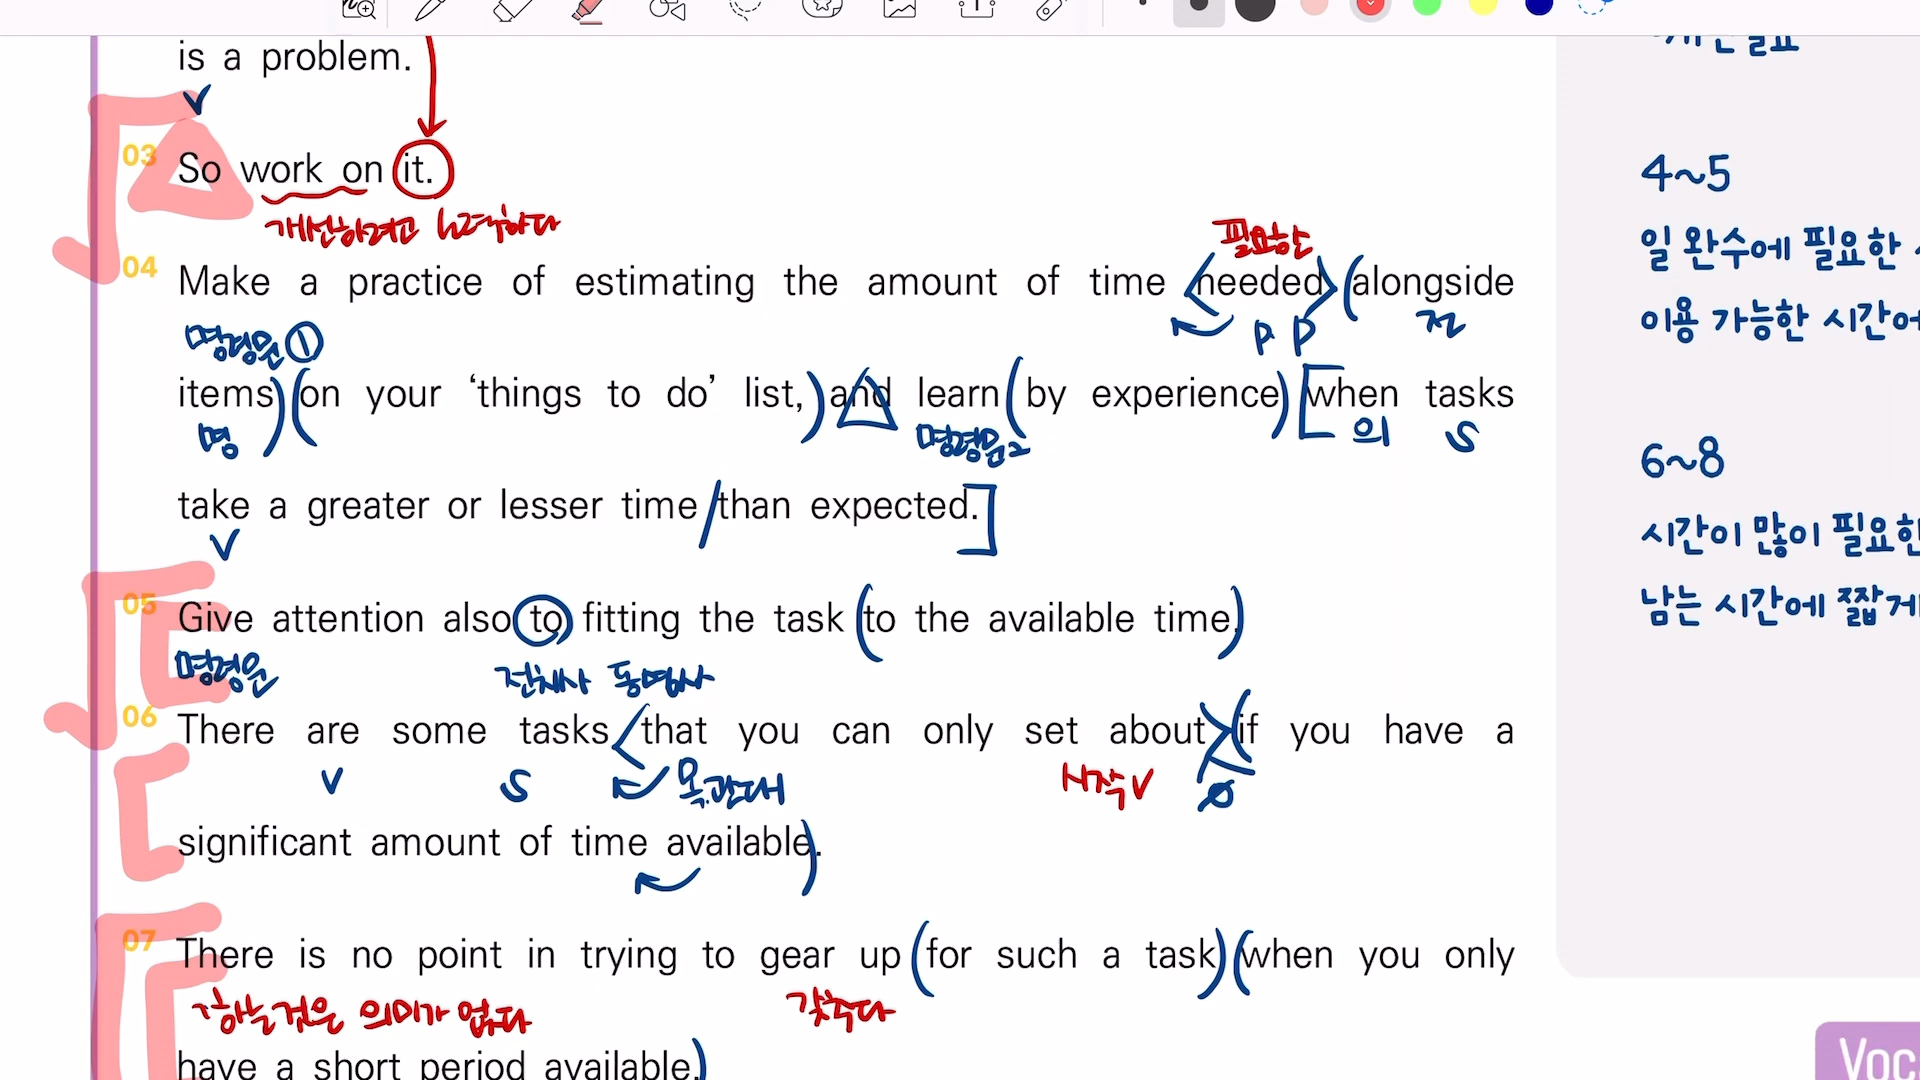 is a problem.
V
03 So work on it.
개선하려고 노력하다
필요한
04 Make a practice of estimating the amount of time needed (alongside
명령문① p p 전
items) (on your ‘things to do’ list,) and learn (by experience) [when tasks
명 명령문2 의 S
take a greater or lesser time / than expected.]
V
05 Give attention also to fitting the task (to the available time)
명령문 전치사 동명사
06 There are some tasks <that you can only set about> (if you have a
V S 목.관대 시작V ∅
significant amount of time available).
07 There is no point in trying to gear up (for such a task) (when you only
~하는 것은 의미가 없다 갖추다
have a short period available.)
4~5
일 완수에 필요한
이용 가능한 시간에
6~8
시간이 많이 필요한
남는 시간에 짧게
Voc